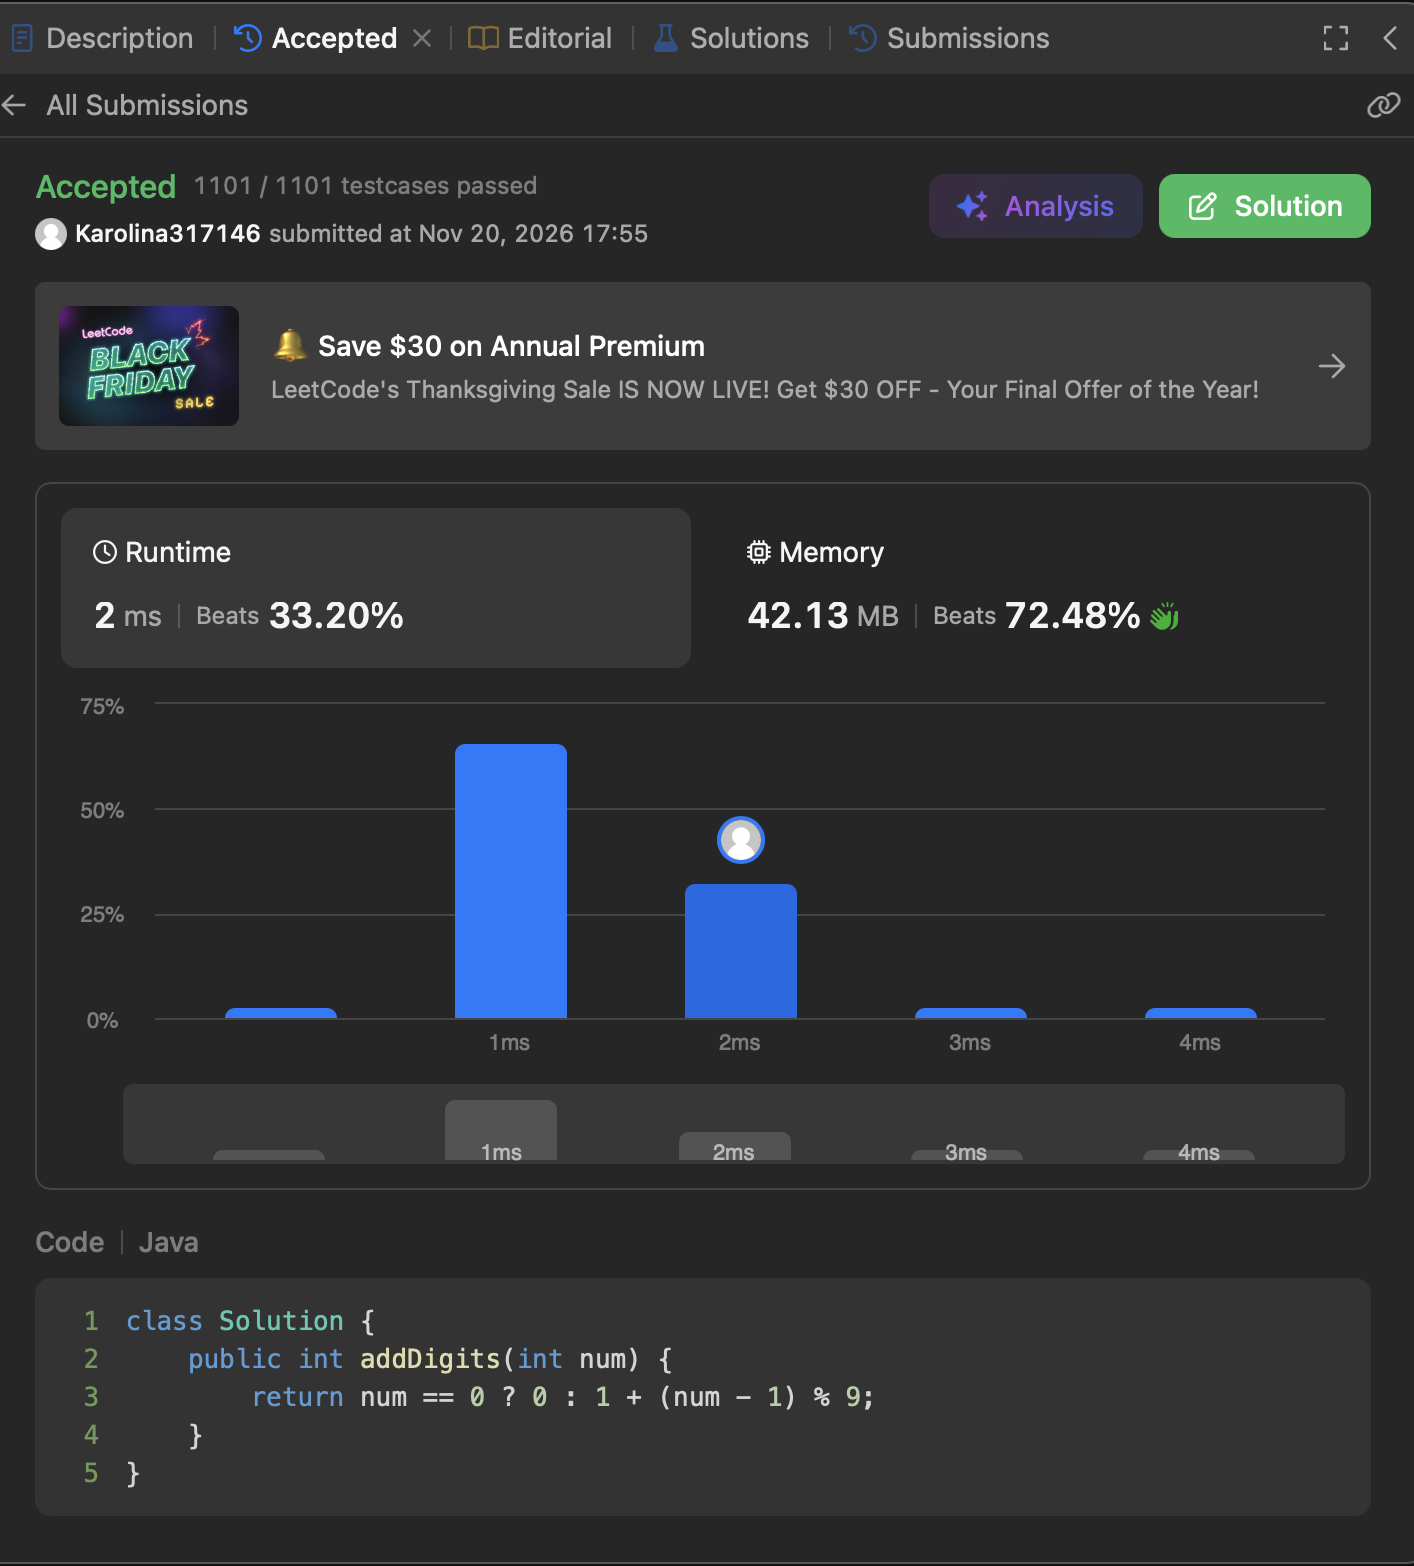 Description
Accepted
Editorial
Solutions
Submissions
All Submissions
Accepted 1101 / 1101 testcases passed
Karolina317146 submitted at Nov 20, 2026 17:55
Analysis
Solution
LeetCode
BLACK
FRIDAY
SALE
Save $30 on Annual Premium
LeetCode's Thanksgiving Sale IS NOW LIVE! Get $30 OFF - Your Final Offer of the Year!
Runtime
2 ms Beats 33.20%
Memory
42.13 MB Beats 72.48%
75%
50%
25%
0%
1ms 2ms 3ms 4ms
1ms 2ms 3ms 4ms
Code Java
1 class Solution {
2     public int addDigits(int num) {
3         return num == 0 ? 0 : 1 + (num - 1) % 9;
4     }
5 }